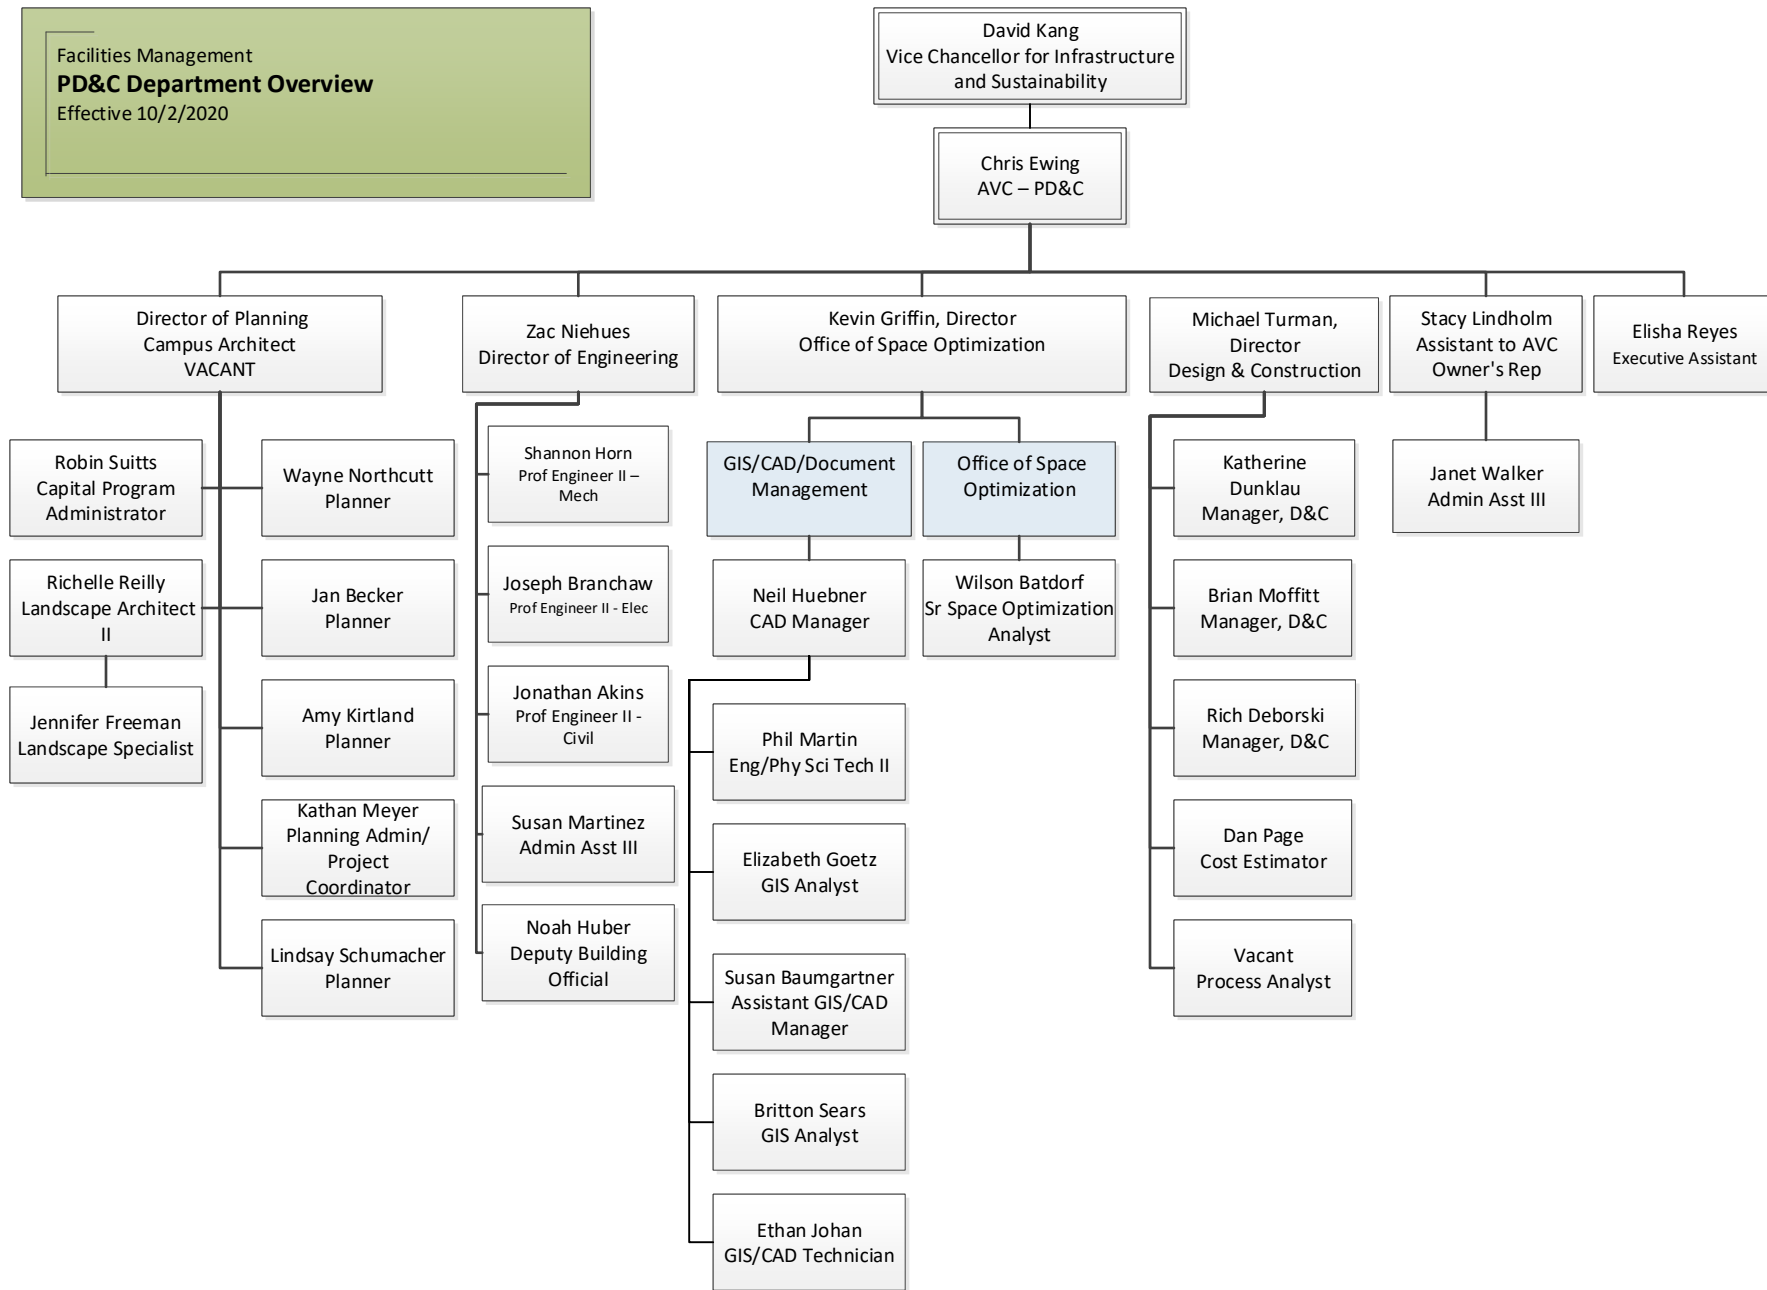 Facilities Management
PD&C Department Overview
Effective 10/2/2020
David Kang
Vice Chancellor for Infrastructure
and Sustainability
Chris Ewing
AVC – PD&C
Director of Planning
Campus Architect
VACANT
Zac Niehues
Director of Engineering
Kevin Griffin, Director
Office of Space Optimization
Michael Turman,
Director
Design & Construction
Stacy Lindholm
Assistant to AVC
Owner's Rep
Elisha Reyes
Executive Assistant
Robin Suitts
Capital Program
Administrator
Wayne Northcutt
Planner
Richelle Reilly
Landscape Architect
II
Jan Becker
Planner
Jennifer Freeman
Landscape Specialist
Amy Kirtland
Planner
Kathan Meyer
Planning Admin/
Project
Coordinator
Lindsay Schumacher
Planner
Shannon Horn
Prof Engineer II –
Mech
Joseph Branchaw
Prof Engineer II - Elec
Jonathan Akins
Prof Engineer II -
Civil
Susan Martinez
Admin Asst III
Noah Huber
Deputy Building
Official
GIS/CAD/Document
Management
Office of Space
Optimization
Neil Huebner
CAD Manager
Wilson Batdorf
Sr Space Optimization
Analyst
Phil Martin
Eng/Phy Sci Tech II
Elizabeth Goetz
GIS Analyst
Susan Baumgartner
Assistant GIS/CAD
Manager
Britton Sears
GIS Analyst
Ethan Johan
GIS/CAD Technician
Katherine
Dunklau
Manager, D&C
Brian Moffitt
Manager, D&C
Rich Deborski
Manager, D&C
Dan Page
Cost Estimator
Vacant
Process Analyst
Janet Walker
Admin Asst III